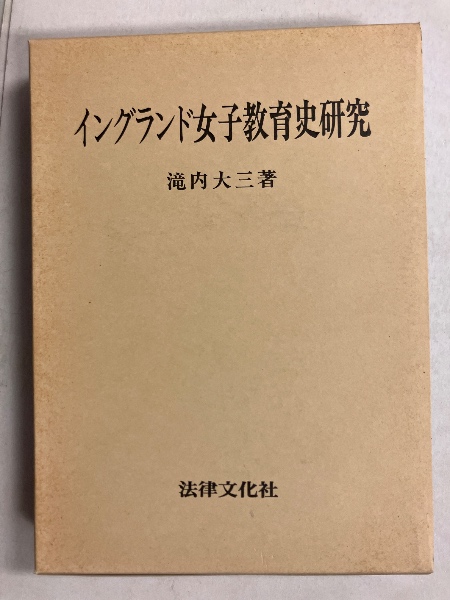 イングランド女子教育史研究
滝内大三著
法律文化社